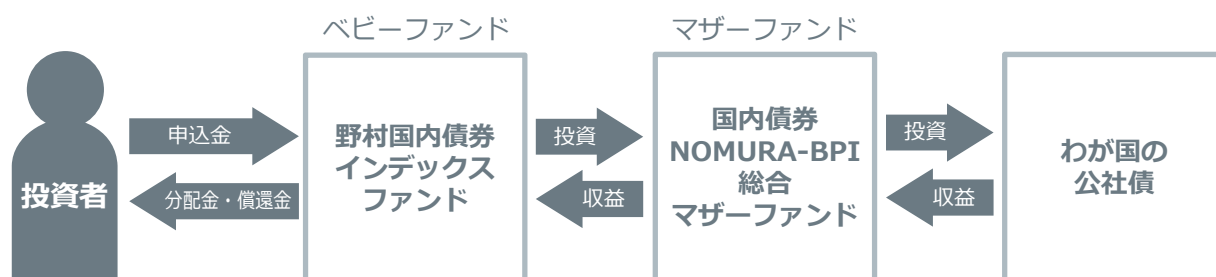 ベビーファンド
マザーファンド
投資者
申込金
分配金・償還金
野村国内債券
インデックス
ファンド
投資
収益
国内債券
NOMURA-BPI
総合
マザーファンド
投資
収益
わが国の
公社債